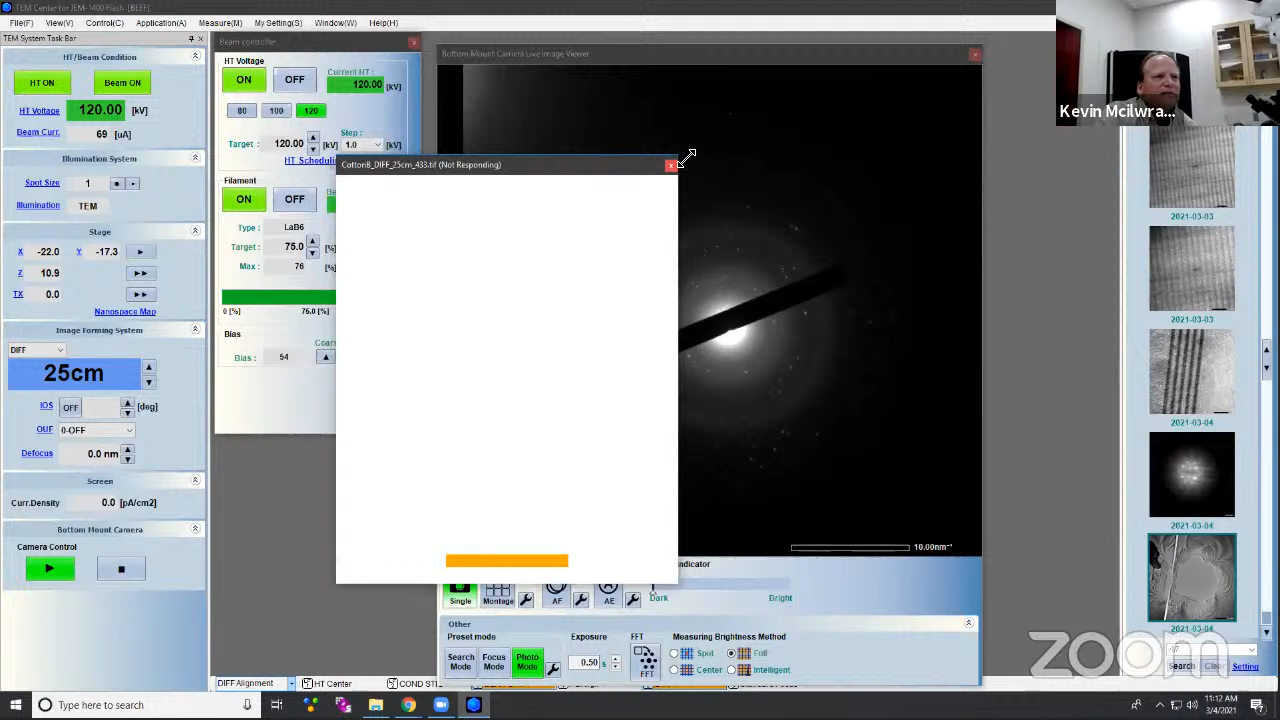 TEM Center for JEM-1400 Flash [BEEF]
File(F) View(V) Measure(M) My Setting(S) Window(W) Help(H)
TEM System Task Bar
HT/Beam Condition
HT ON Beam ON
HT Voltage 120.00 [kV]
Beam Curr. 69 [uA]
Illumination System
Spot Size 1
Illumination TEM
Stage
X -22.0 Y -17.3
Z 10.9
TX 0.0
Nanospace Map
Image Forming System
DIFF
25cm
IOS OFF [deg]
OUF 0-OFF
Defocus 0.0 nm
Screen
Curr.Density 0.0 [pA/cm2]
Bottom Mount Camera
Camera Control
Beam controller
HT Voltage
ON OFF Current HT : 120.00 [kV]
80 100 120
Target : 120.00 Step : 1.0 [kV]
Filament
ON OFF
Type : LaB6
Target : 75.0 [%]
Max : 76 [%]
0 [%]
Bias
Bias : 54
Bottom Mount Camera Live Image Viewer
CottonB_DIFF_25cm_433.tif (Not Responding)
10.00nm⁻¹
Dark Bright
Single Montage AF AE
Other
Preset mode Exposure FFT Measuring Brightness Method
Search Mode Focus Mode Photo Mode 0.50 s FFT
Spot Full
Center Intelligent
DIFF Alignment HT Center
Kevin Mcilwra...
2021-03-03
2021-03-03
2021-03-04
2021-03-04
2021-03-04
Search Clear Setting
zoom
Type here to search
11:12 AM
3/4/2021